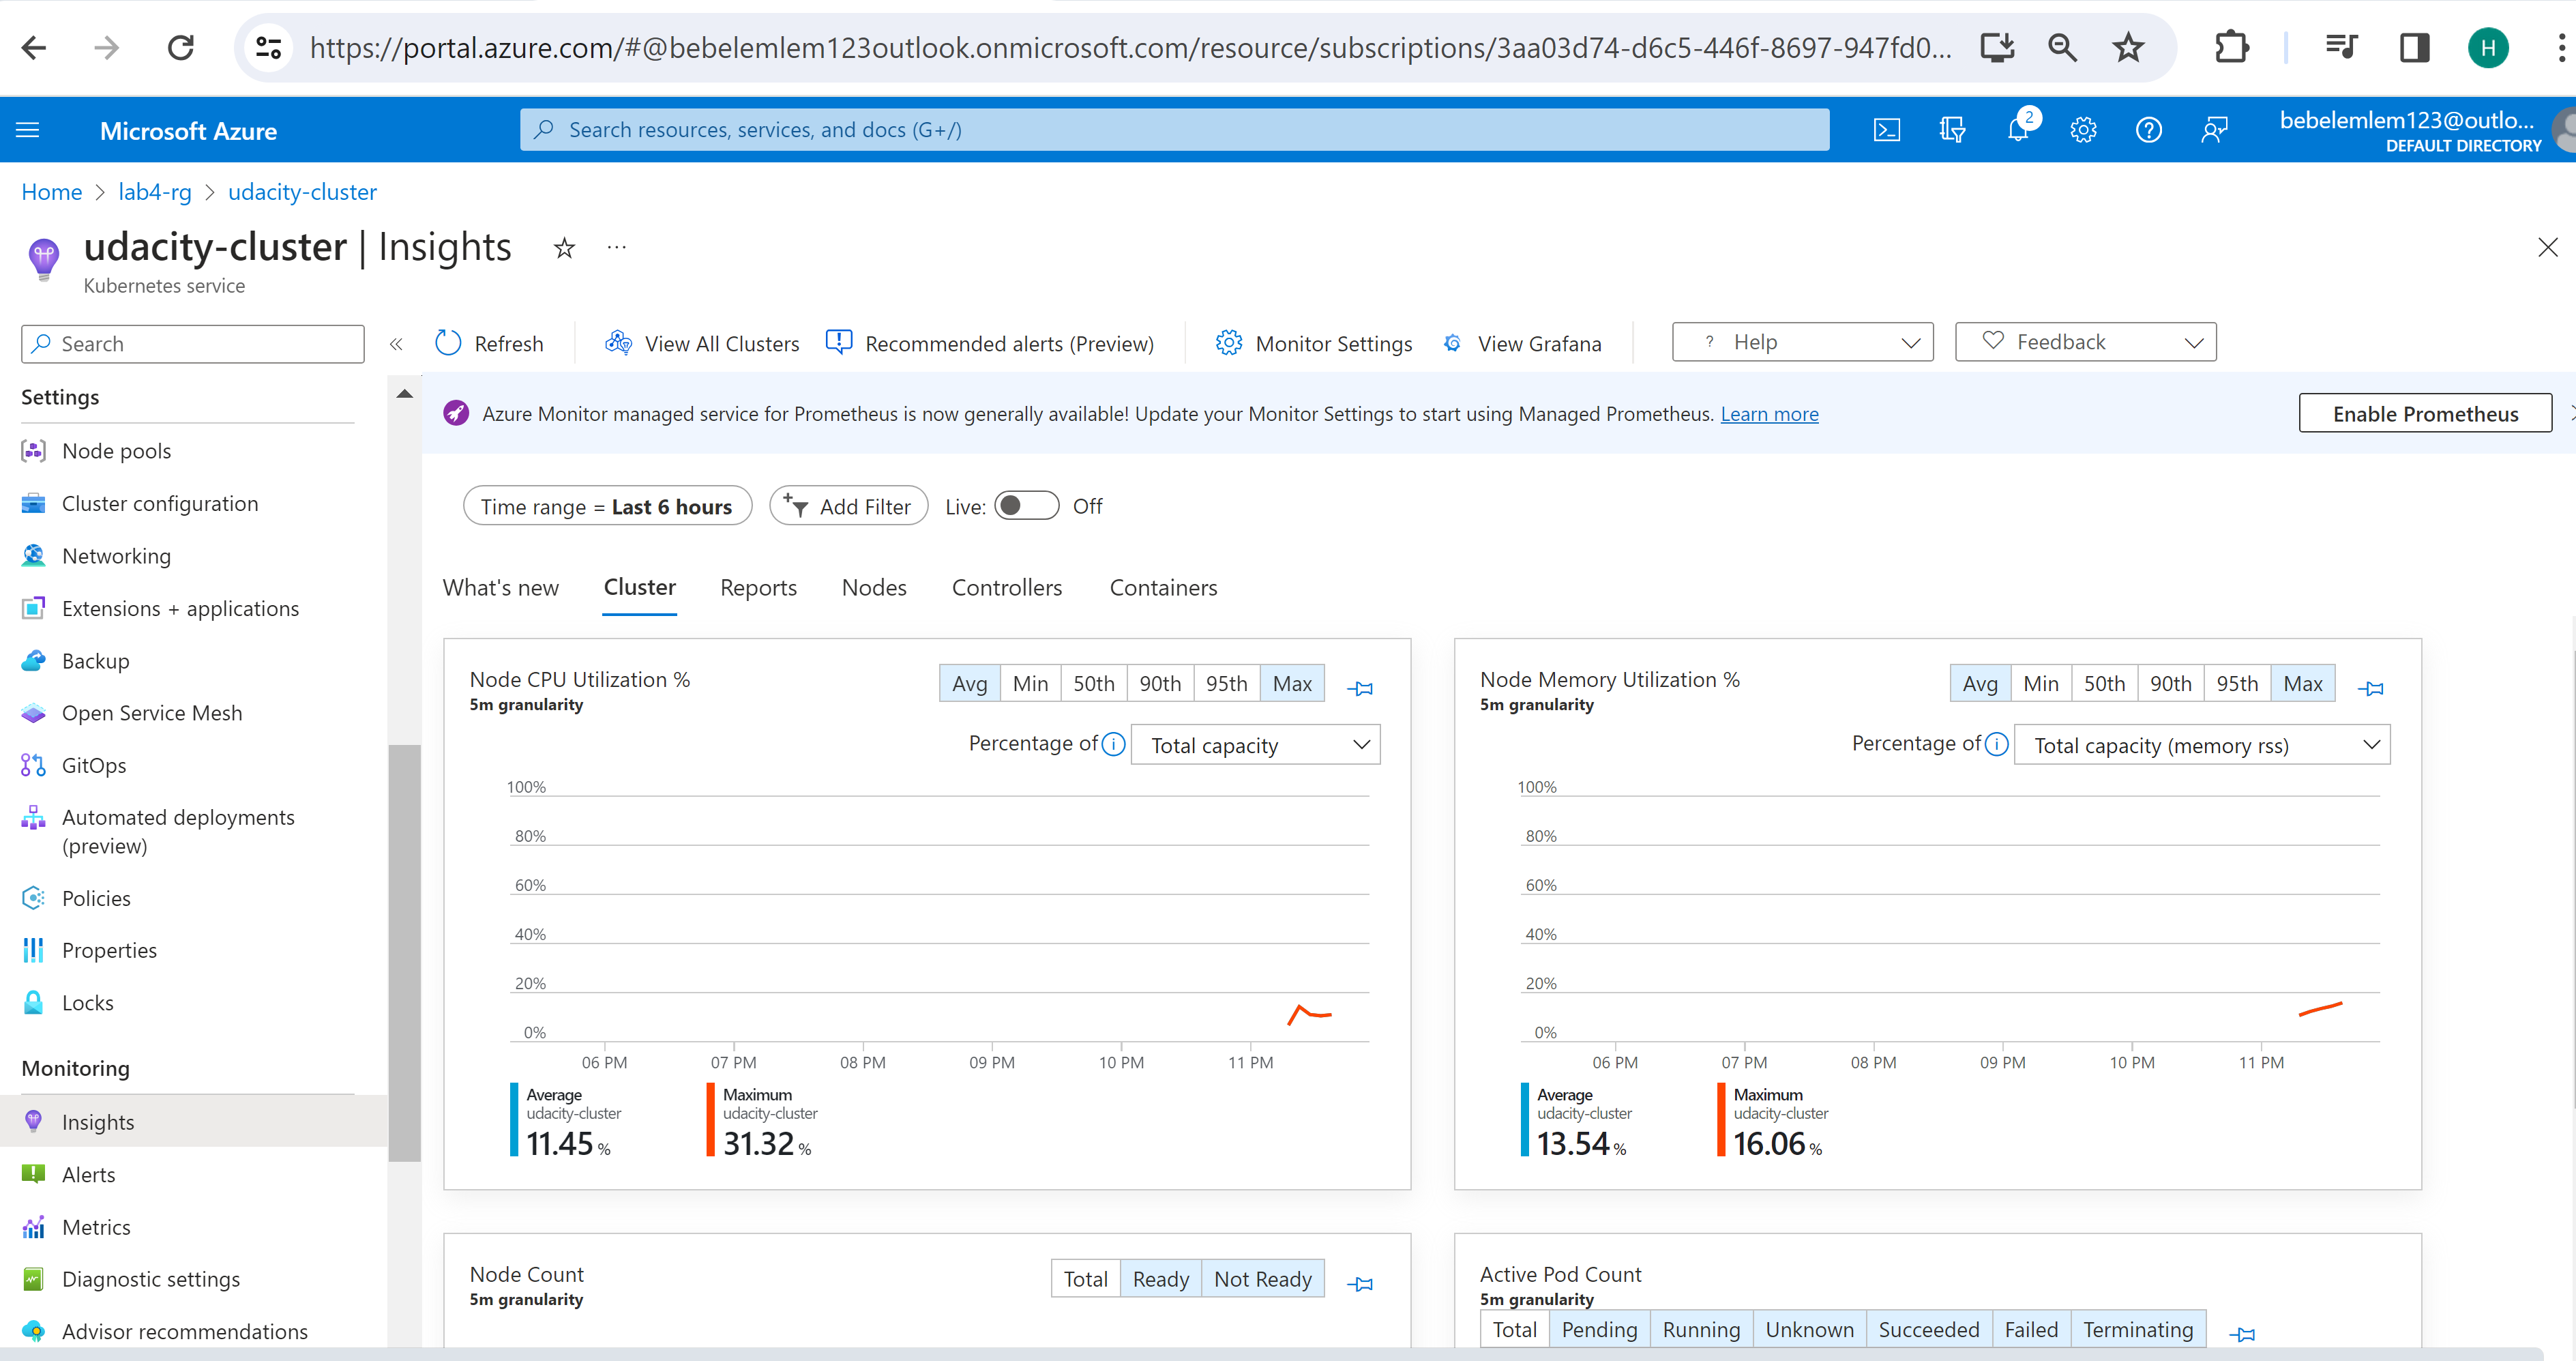 https://portal.azure.com/#@bebelemlem123outlook.onmicrosoft.com/resource/subscriptions/3aa03d74-d6c5-446f-8697-947fd0...
H
Microsoft Azure
Search resources, services, and docs (G+/)
2
bebelemlem123@outlo...
DEFAULT DIRECTORY
Home > lab4-rg > udacity-cluster
udacity-cluster | Insights
Kubernetes service
Search
Refresh
View All Clusters
Recommended alerts (Preview)
Monitor Settings
View Grafana
? Help
Feedback
Settings
Node pools
Cluster configuration
Networking
Extensions + applications
Backup
Open Service Mesh
GitOps
Automated deployments
(preview)
Policies
Properties
Locks
Monitoring
Insights
Alerts
Metrics
Diagnostic settings
Advisor recommendations
Azure Monitor managed service for Prometheus is now generally available! Update your Monitor Settings to start using Managed Prometheus. Learn more
Enable Prometheus
Time range = Last 6 hours
Add Filter
Live:
Off
What's new
Cluster
Reports
Nodes
Controllers
Containers
Node CPU Utilization %
5m granularity
Avg Min 50th 90th 95th Max
Percentage of
Total capacity
100%
80%
60%
40%
20%
0%
06 PM 07 PM 08 PM 09 PM 10 PM 11 PM
Average
udacity-cluster
11.45 %
Maximum
udacity-cluster
31.32 %
Node Memory Utilization %
5m granularity
Avg Min 50th 90th 95th Max
Percentage of
Total capacity (memory rss)
100%
80%
60%
40%
20%
0%
06 PM 07 PM 08 PM 09 PM 10 PM 11 PM
Average
udacity-cluster
13.54 %
Maximum
udacity-cluster
16.06 %
Node Count
5m granularity
Total Ready Not Ready
Active Pod Count
5m granularity
Total Pending Running Unknown Succeeded Failed Terminating